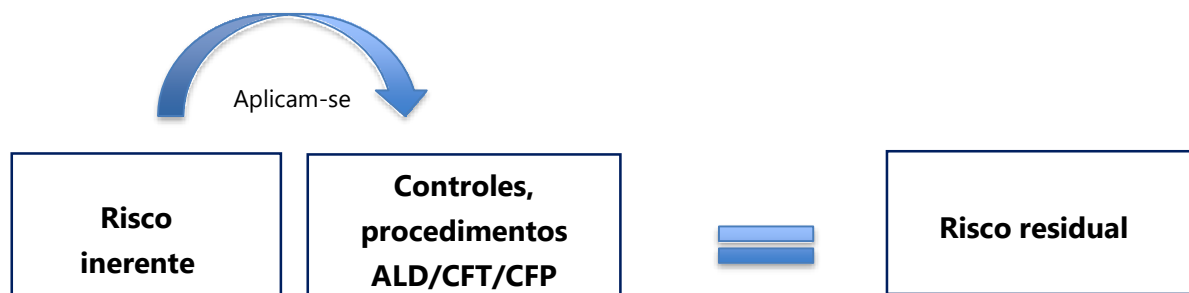 Aplicam-se
Risco
inerente
Controles,
procedimentos
ALD/CFT/CFP
Risco residual